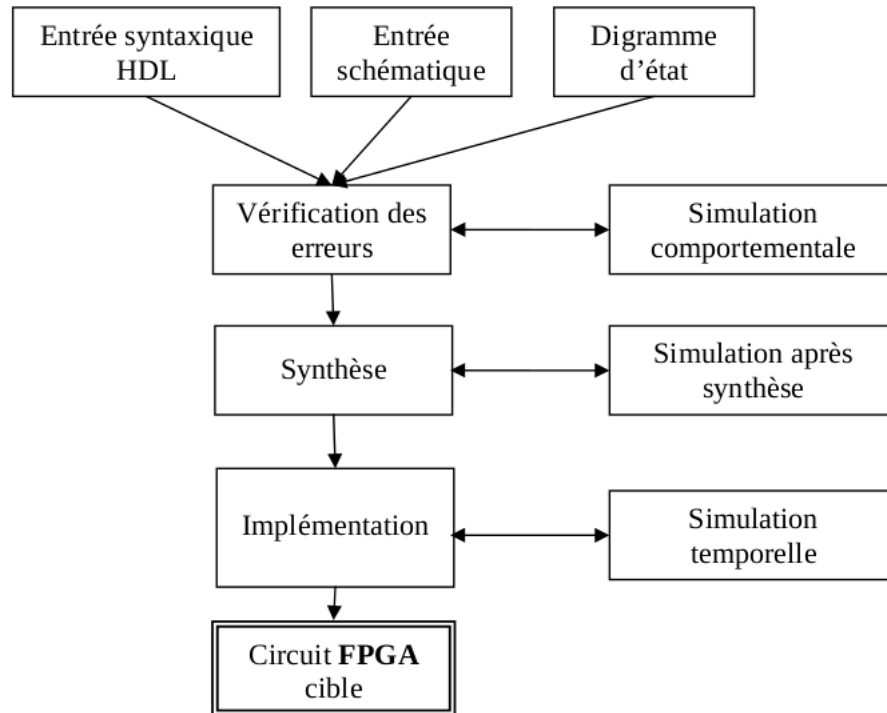 Entrée syntaxique
HDL
Entrée
schématique
Digramme
d'état
Vérification des
erreurs
Simulation
comportementale
Synthèse
Simulation après
synthèse
Implémentation
Simulation
temporelle
Circuit FPGA
cible